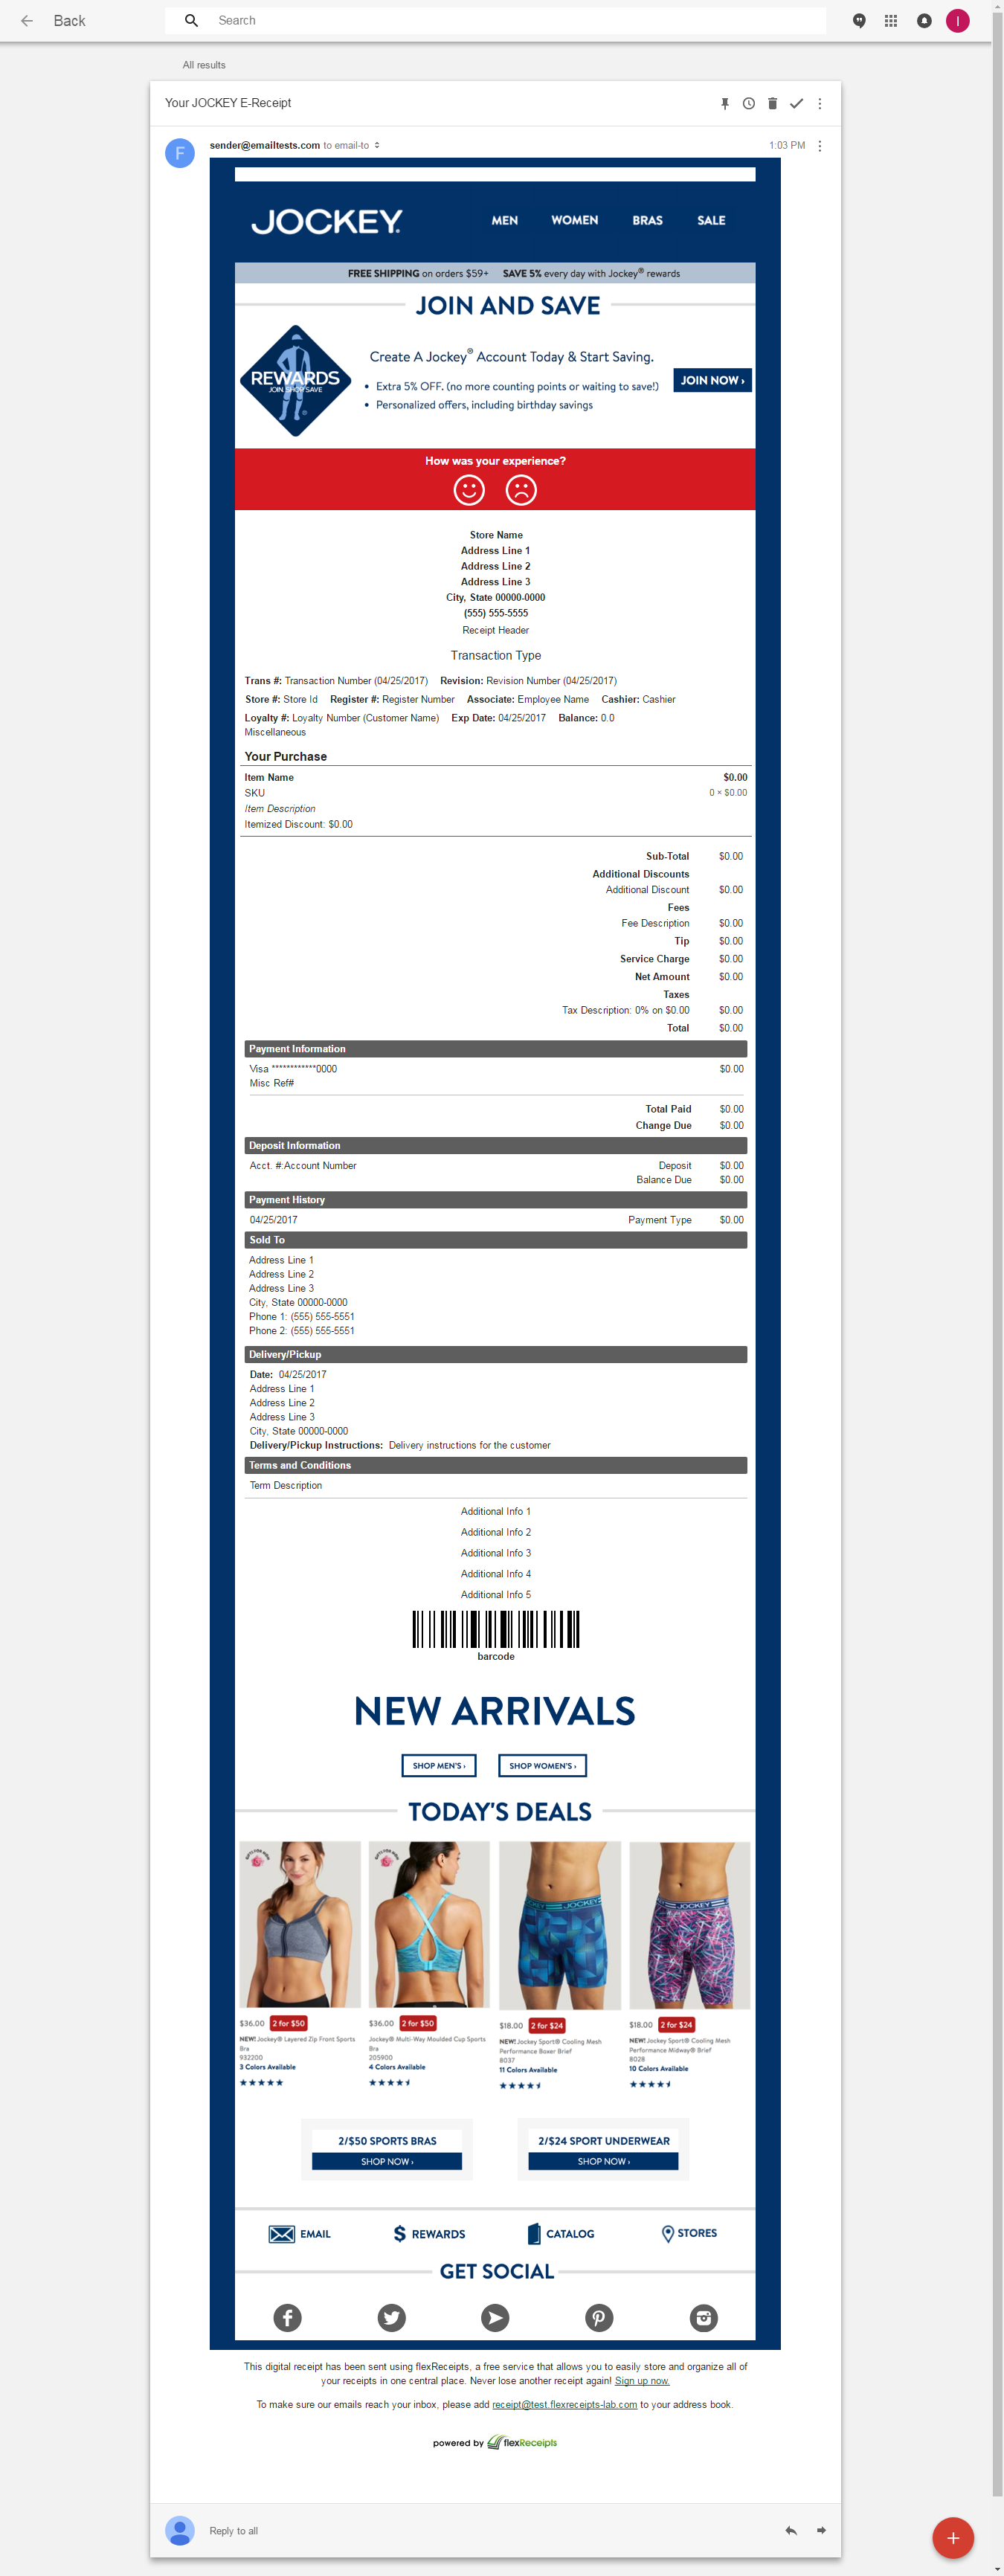 Back
Search
I
All results
Your JOCKEY E-Receipt
F
sender@emailtests.com to email-to
1:03 PM
JOCKEY
MEN WOMEN BRAS SALE
FREE SHIPPING on orders $59+ SAVE 5% every day with Jockey® rewards
JOIN AND SAVE
REWARDS
JOIN SHOP SAVE
Create A Jockey® Account Today & Start Saving.
• Extra 5% OFF. (no more counting points or waiting to save!)
• Personalized offers, including birthday savings
JOIN NOW ›
How was your experience?
Store Name
Address Line 1
Address Line 2
Address Line 3
City, State 00000-0000
(555) 555-5555
Receipt Header
Transaction Type
Trans #: Transaction Number (04/25/2017) Revision: Revision Number (04/25/2017)
Store #: Store Id Register #: Register Number Associate: Employee Name Cashier: Cashier
Loyalty #: Loyalty Number (Customer Name) Exp Date: 04/25/2017 Balance: 0.0
Miscellaneous
Your Purchase
Item Name $0.00
SKU 0 × $0.00
Item Description
Itemized Discount: $0.00
Sub-Total $0.00
Additional Discounts
Additional Discount $0.00
Fees
Fee Description $0.00
Tip $0.00
Service Charge $0.00
Net Amount $0.00
Taxes
Tax Description: 0% on $0.00 $0.00
Total $0.00
Payment Information
Visa ************0000 $0.00
Misc Ref#
Total Paid $0.00
Change Due $0.00
Deposit Information
Acct. #:Account Number Deposit $0.00
Balance Due $0.00
Payment History
04/25/2017 Payment Type $0.00
Sold To
Address Line 1
Address Line 2
Address Line 3
City, State 00000-0000
Phone 1: (555) 555-5551
Phone 2: (555) 555-5551
Delivery/Pickup
Date: 04/25/2017
Address Line 1
Address Line 2
Address Line 3
City, State 00000-0000
Delivery/Pickup Instructions: Delivery instructions for the customer
Terms and Conditions
Term Description
Additional Info 1
Additional Info 2
Additional Info 3
Additional Info 4
Additional Info 5
barcode
NEW ARRIVALS
SHOP MEN'S › SHOP WOMEN'S ›
TODAY'S DEALS
JOCKEY
JOCKEY
$36.00 2 for $50
NEW! Jockey® Layered Zip Front Sports
Bra
932200
3 Colors Available
$36.00 2 for $50
Jockey® Multi-Way Moulded Cup Sports
Bra
205900
4 Colors Available
$18.00 2 for $24
NEW! Jockey Sport® Cooling Mesh
Performance Boxer Brief
8037
11 Colors Available
$18.00 2 for $24
NEW! Jockey Sport® Cooling Mesh
Performance Midway® Brief
8028
10 Colors Available
2/$50 SPORTS BRAS
SHOP NOW ›
2/$24 SPORT UNDERWEAR
SHOP NOW ›
EMAIL $ REWARDS CATALOG STORES
GET SOCIAL
This digital receipt has been sent using flexReceipts, a free service that allows you to easily store and organize all of
your receipts in one central place. Never lose another receipt again! Sign up now.
To make sure our emails reach your inbox, please add receipt@test.flexreceipts-lab.com to your address book.
powered by flexReceipts
Reply to all